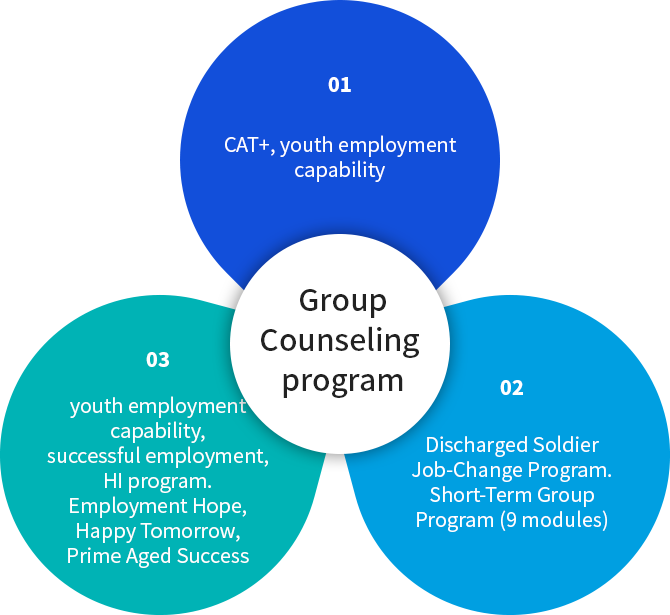 01
CAT+, youth employment
capability
Group
Counseling
program
02
Discharged Soldier
Job-Change Program.
Short-Term Group
Program (9 modules)
03
youth employment
capability,
successful employment,
HI program.
Employment Hope,
Happy Tomorrow,
Prime Aged Success